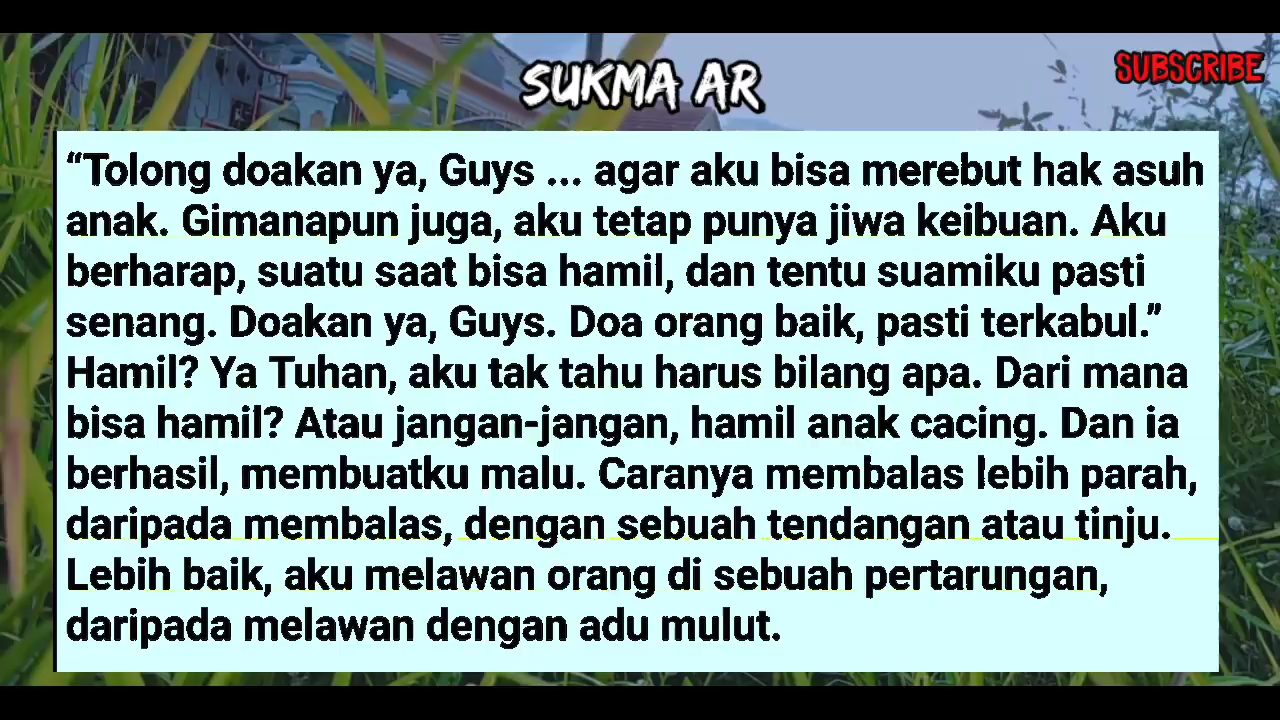 SUKMA AR
SUBSCRIBE
“Tolong doakan ya, Guys ... agar aku bisa merebut hak asuh
anak. Gimanapun juga, aku tetap punya jiwa keibuan. Aku
berharap, suatu saat bisa hamil, dan tentu suamiku pasti
senang. Doakan ya, Guys. Doa orang baik, pasti terkabul.”
Hamil? Ya Tuhan, aku tak tahu harus bilang apa. Dari mana
bisa hamil? Atau jangan-jangan, hamil anak cacing. Dan ia
berhasil, membuatku malu. Caranya membalas lebih parah,
daripada membalas, dengan sebuah tendangan atau tinju.
Lebih baik, aku melawan orang di sebuah pertarungan,
daripada melawan dengan adu mulut.